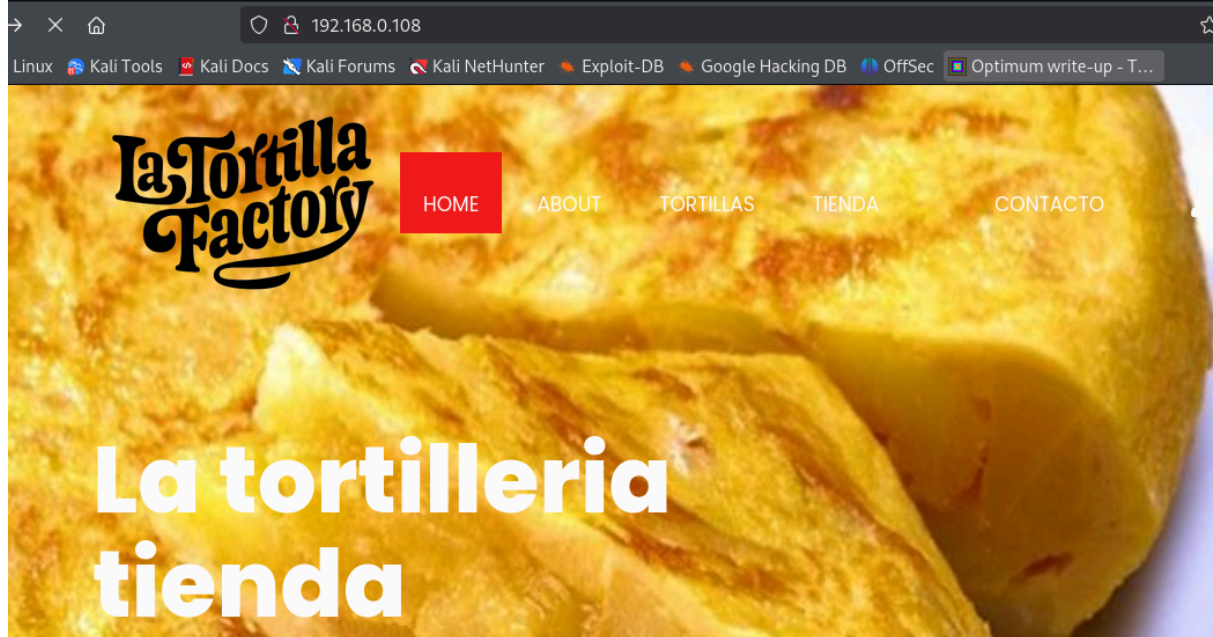 192.168.0.108
Linux Kali Tools Kali Docs Kali Forums Kali NetHunter Exploit-DB Google Hacking DB OffSec Optimum write-up - T...
La Tortilla
Factory
HOME ABOUT TORTILLAS TIENDA CONTACTO
La tortilleria
tienda